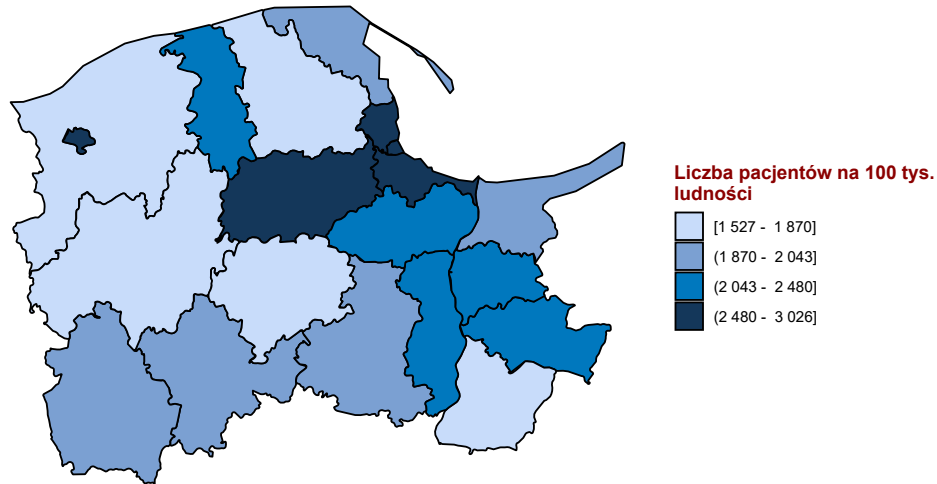 Liczba pacjentów na 100 tys.
ludności
[1 527 - 1 870]
(1 870 - 2 043]
(2 043 - 2 480]
(2 480 - 3 026]